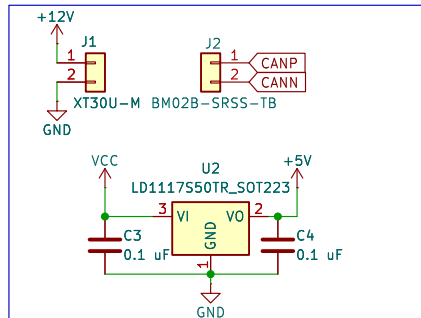 +12V
J1
J2
1
2
1
2
CANP
CANN
XT30U-M
BM02B-SRSS-TB
GND
VCC
U2
+5V
LD1117S50TR_SOT223
3
VI
VO
2
GND
1
C3
0.1 uF
C4
0.1 uF
GND